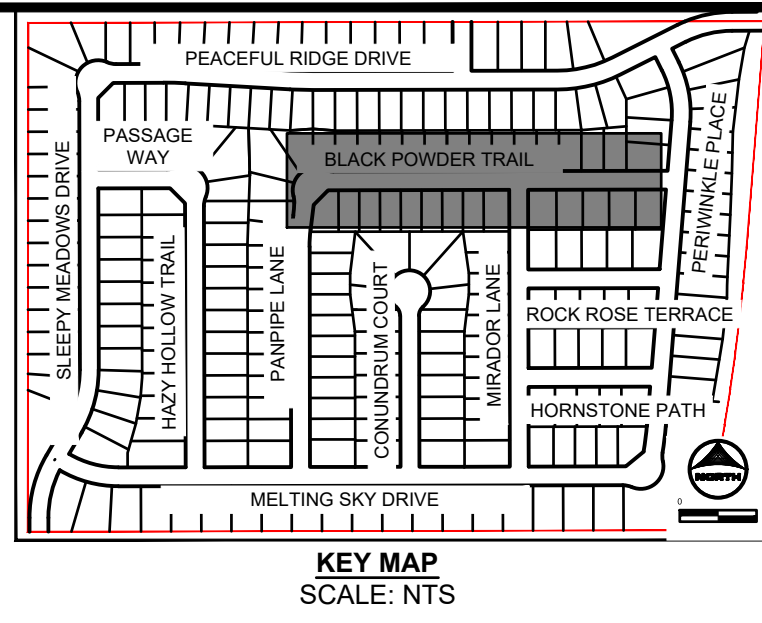 PEACEFUL RIDGE DRIVE
PASSAGE
WAY
BLACK POWDER TRAIL
PERIWINKLE PLACE
SLEEPY MEADOWS DRIVE
HAZY HOLLOW TRAIL
PANPIPE LANE
CONUNDRUM COURT
MIRADOR LANE
ROCK ROSE TERRACE
HORNSTONE PATH
NORTH
0
MELTING SKY DRIVE
KEY MAP
SCALE: NTS